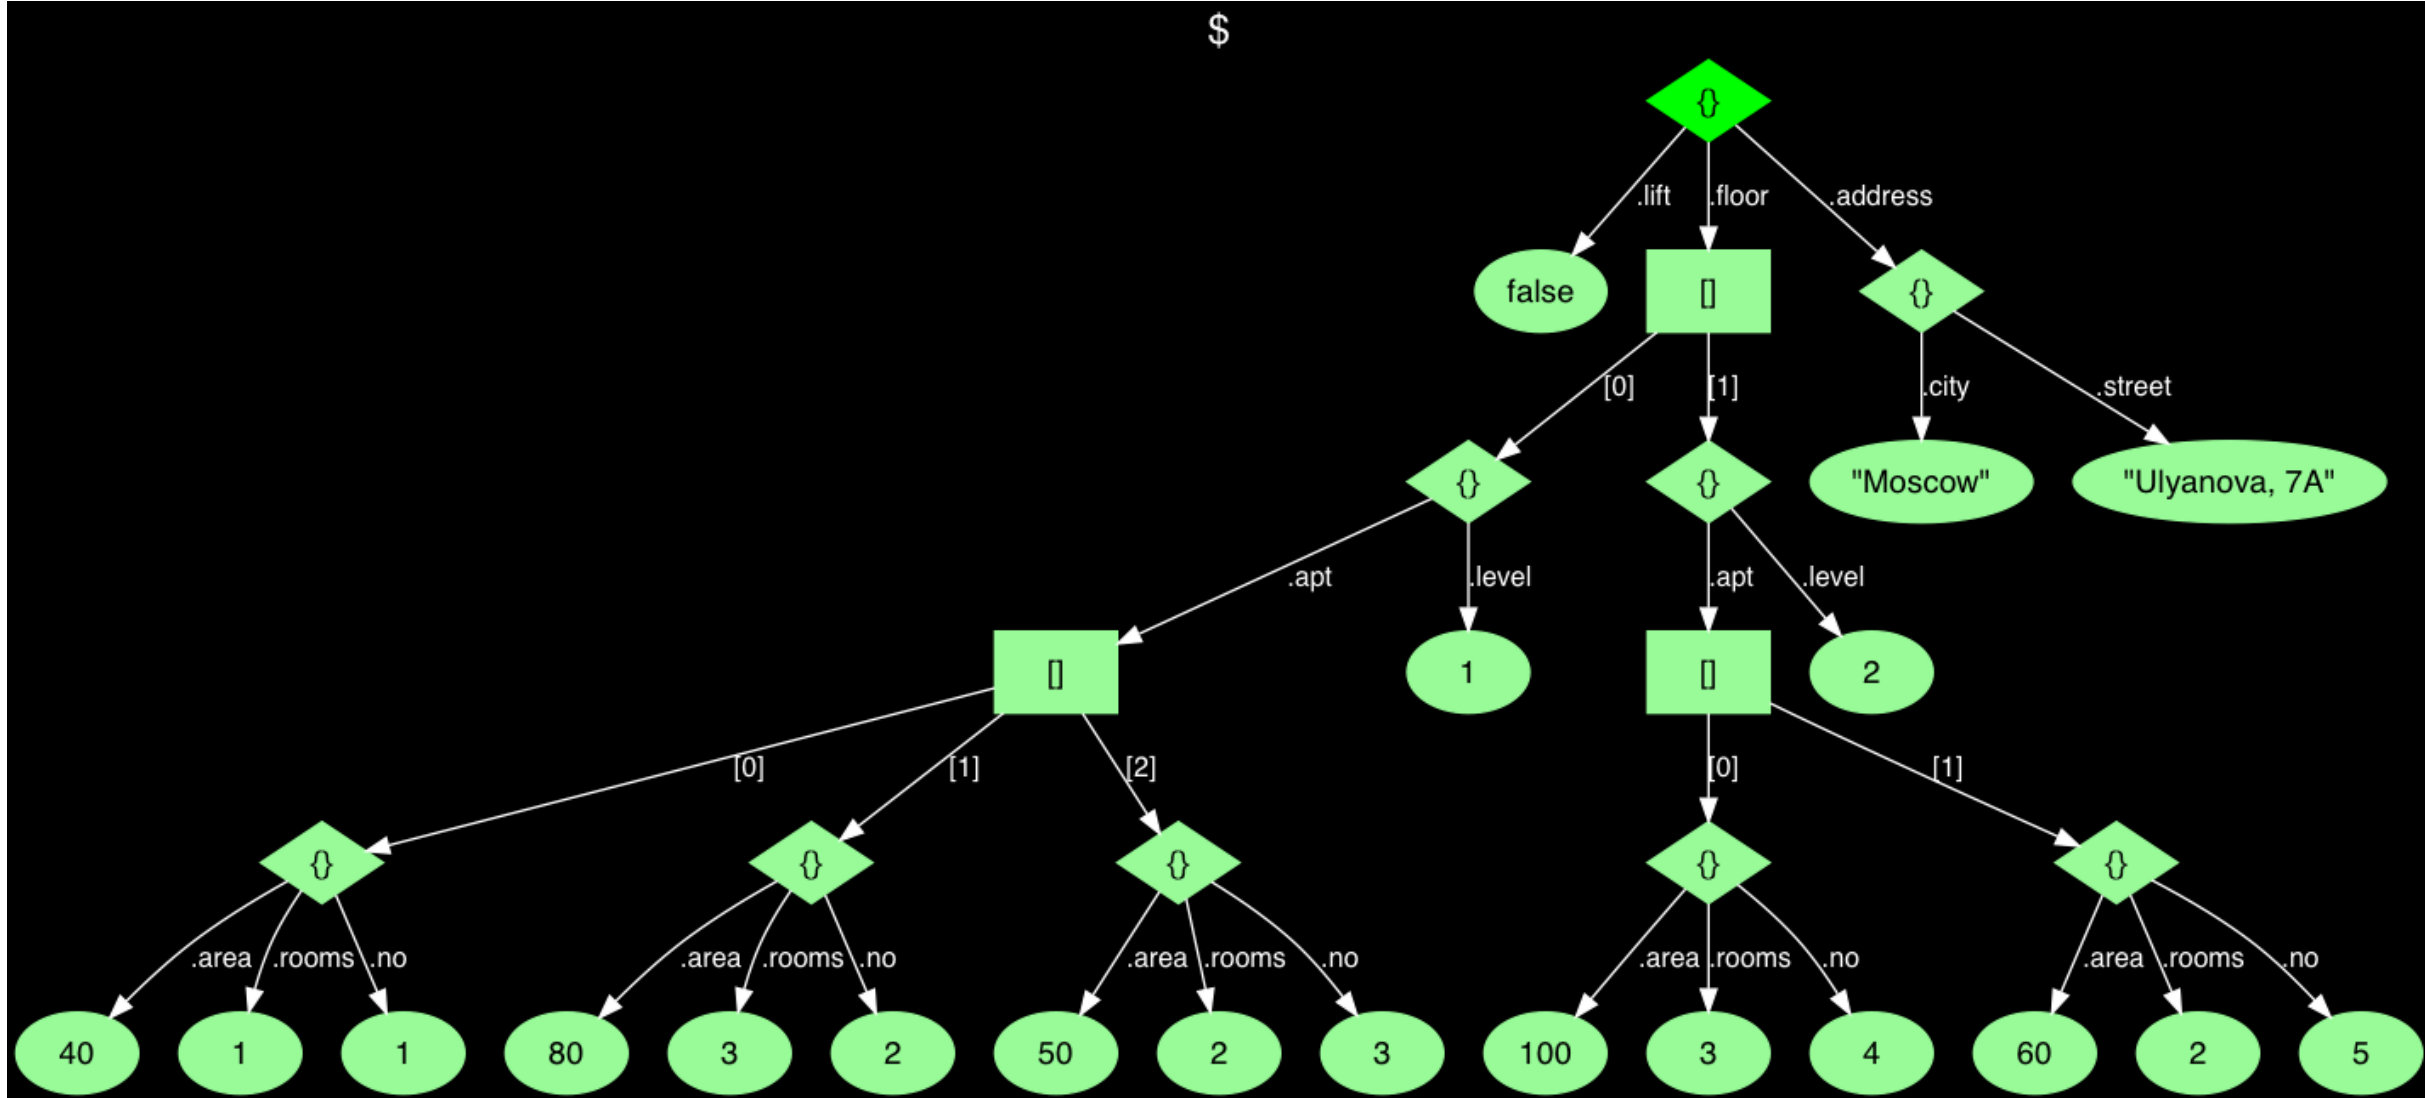 $
{}
.lift .floor .address
false [] {}
[0] [1] .city .street
{} {} "Moscow" "Ulyanova, 7A"
.apt .level .apt .level
[] 1 [] 2
[0] [1] [2] [0] [1]
{} {} {} {} {}
.area .rooms .no .area .rooms .no .area .rooms .no .area .rooms .no .area .rooms .no
40 1 1 80 3 2 50 2 3 100 3 4 60 2 5